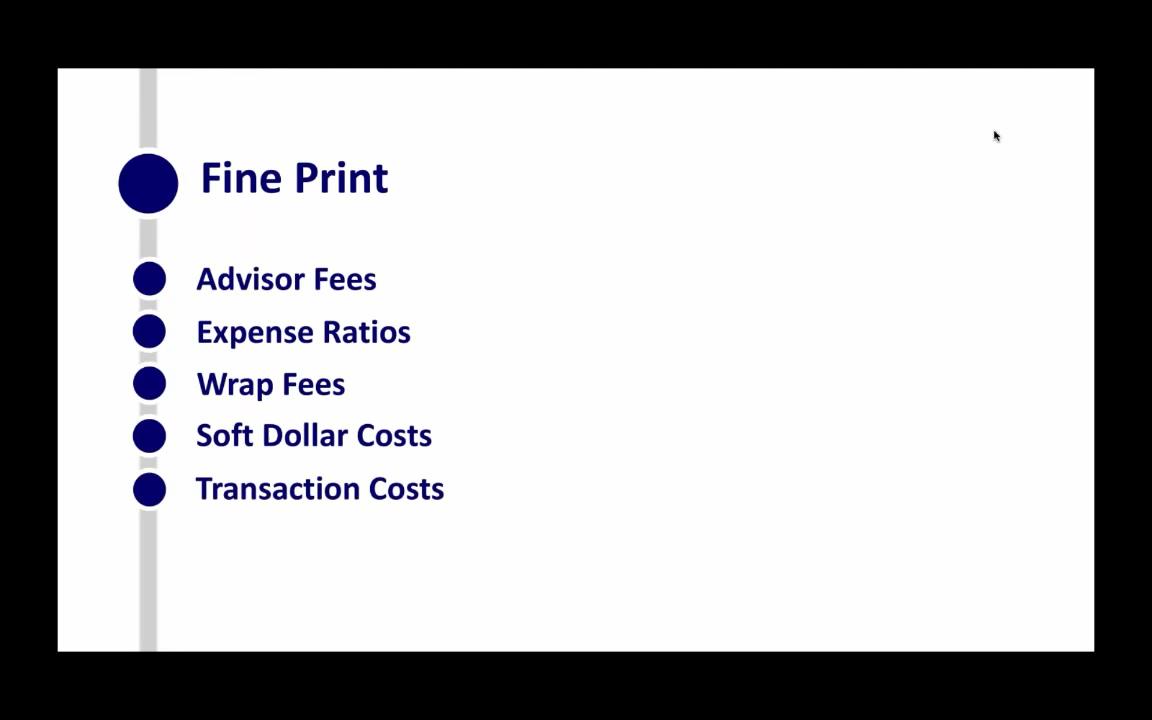 Fine Print
Advisor Fees
Expense Ratios
Wrap Fees
Soft Dollar Costs
Transaction Costs